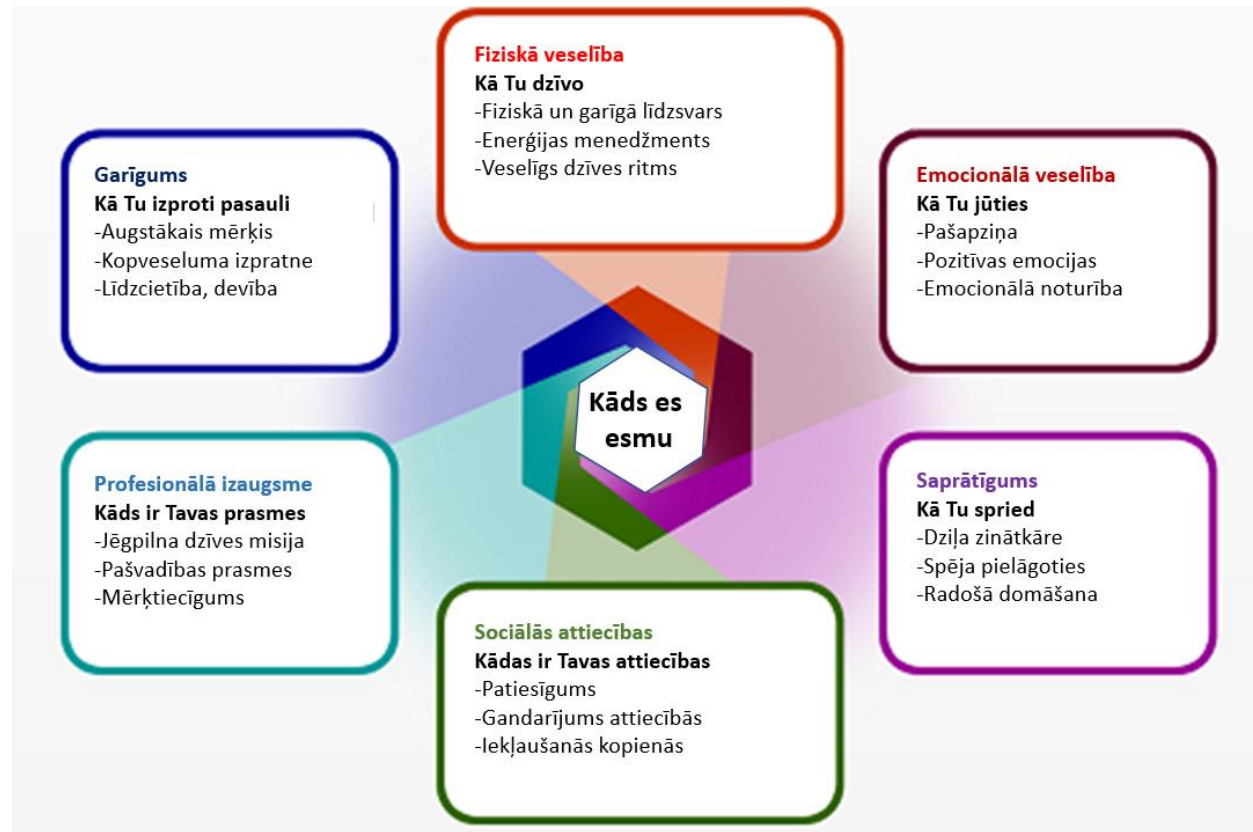 Fiziskā veselība
Kā Tu dzīvo
-Fiziskā un garīgā līdzsvars
-Enerģijas menedžments
-Veselīgs dzīves ritms
Garīgums
Kā Tu izproti pasauli
-Augstākais mērķis
-Kopveseluma izpratne
-Līdzcietība, devība
Emocionālā veselība
Kā Tu jūties
-Pašapziņa
-Pozitīvas emocijas
-Emocionālā noturība
Kāds es
esmu
Profesionālā izaugsme
Kāds ir Tavas prasmes
-Jēgpilna dzīves misija
-Pašvadības prasmes
-Mērķtiecīgums
Saprātīgums
Kā Tu spried
-Dziļa zinātkāre
-Spēja pielāgoties
-Radošā domāšana
Sociālās attiecības
Kādas ir Tavas attiecības
-Patiesīgums
-Gandarījums attiecībās
-Iekļaušanās kopienās